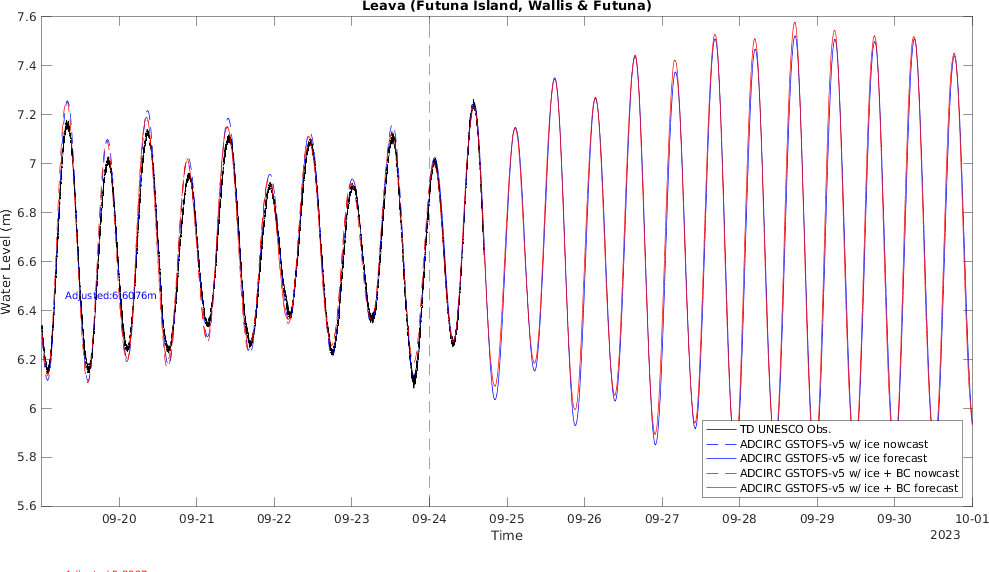 Leava (Futuna Island, Wallis & Futuna)
7.6
7.4
7.2
7
6.8
6.6
6.4
6.2
6
5.8
5.6
Water Level (m)
Adjusted:6.6076m
TD UNESCO Obs.
ADCIRC GSTOFS-v5 w/ ice nowcast
ADCIRC GSTOFS-v5 w/ ice forecast
ADCIRC GSTOFS-v5 w/ ice + BC nowcast
ADCIRC GSTOFS-v5 w/ ice + BC forecast
09-20 09-21 09-22 09-23 09-24 09-25 09-26 09-27 09-28 09-29 09-30 10-01
Time
2023